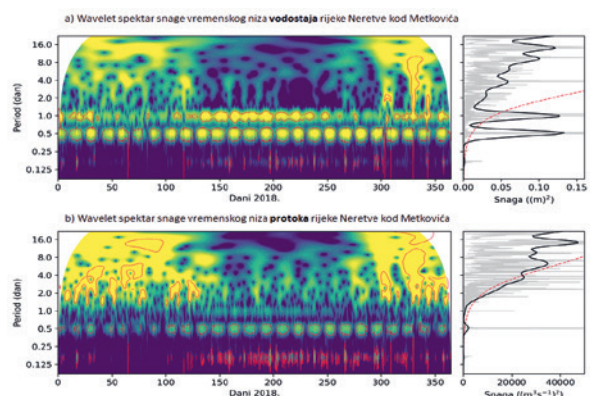 a) Wavelet spektar snage vremenskog niza vodostaja rijeke Neretve kod Metkovića
Period (dan)
16.0
8.0
4.0
2.0
1.0
0.5
0.25
0.125
0 50 100 150 200 250 300 350
Dani 2018.
0.00 0.05 0.10 0.15
Snaga ((m)²)
b) Wavelet spektar snage vremenskog niza protoka rijeke Neretve kod Metkovića
Period (dan)
16.0
8.0
4.0
2.0
1.0
0.5
0.25
0.125
0 50 100 150 200 250 300 350
Dani 2018.
0 20000 40000
Snaga ((m³s⁻¹)²)